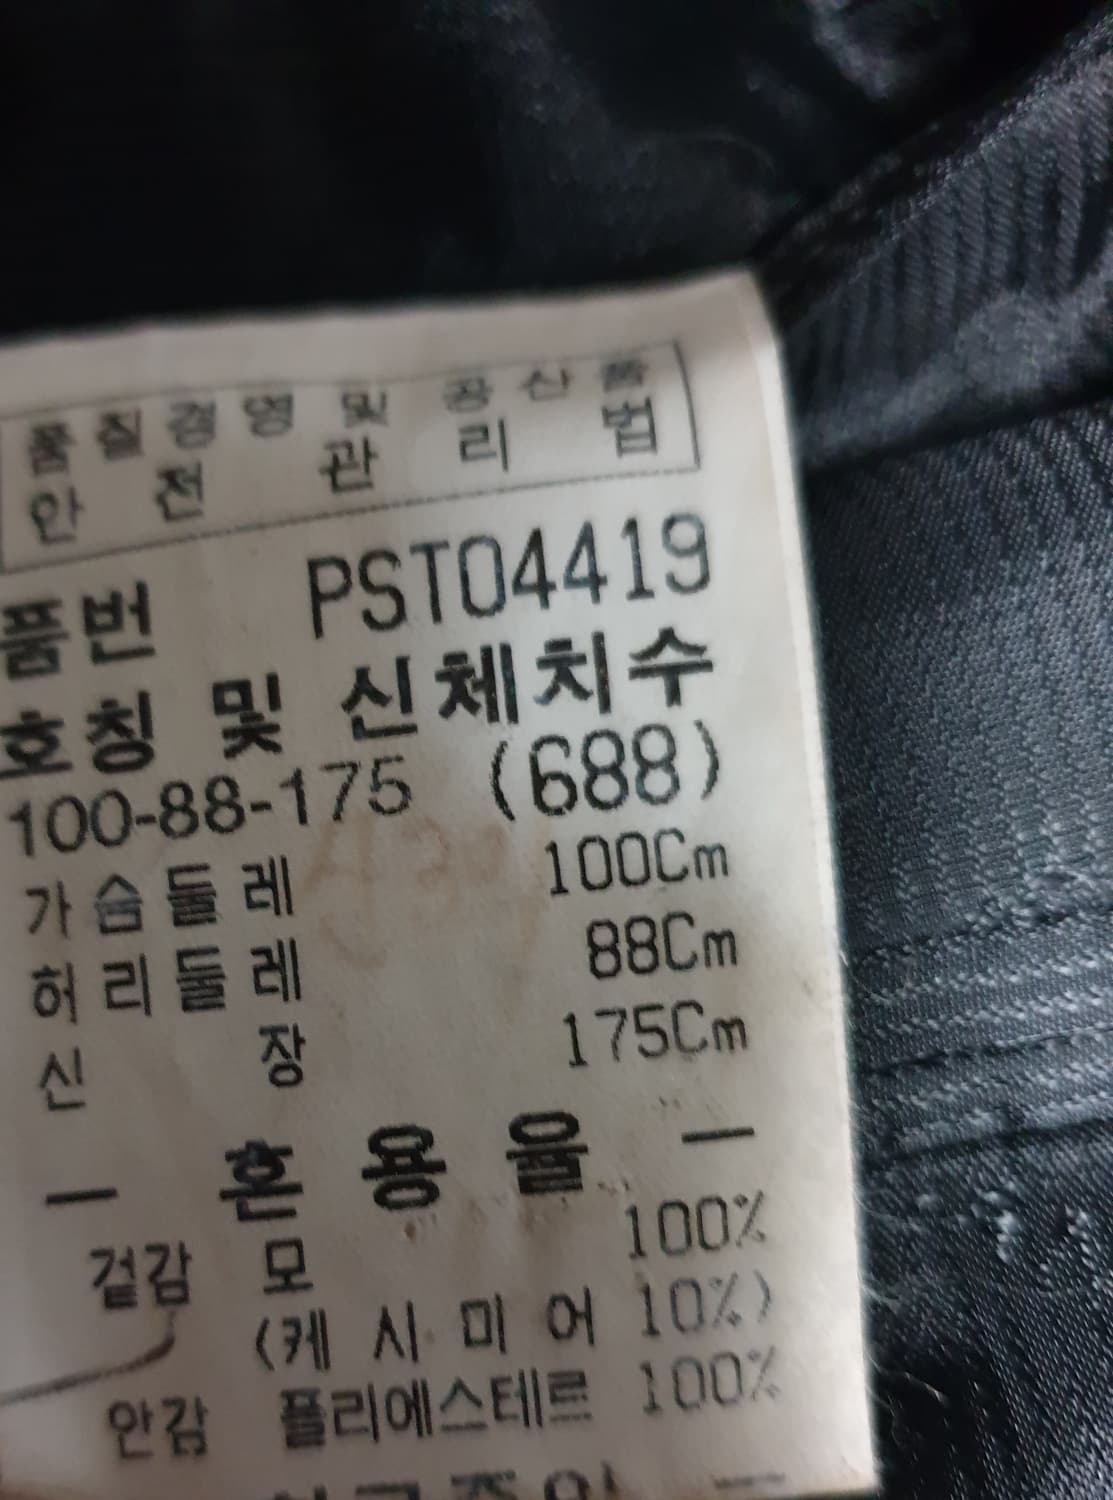 품질경영 및 공산품
안전관리법
품번 PST04419
호칭 및 신체치수
100-88-175 (688)
가슴둘레 100Cm
허리둘레 88Cm
신장 175Cm
— 혼용율 —
겉감 모 100%
(케시미어 10%)
안감 폴리에스테르 100%